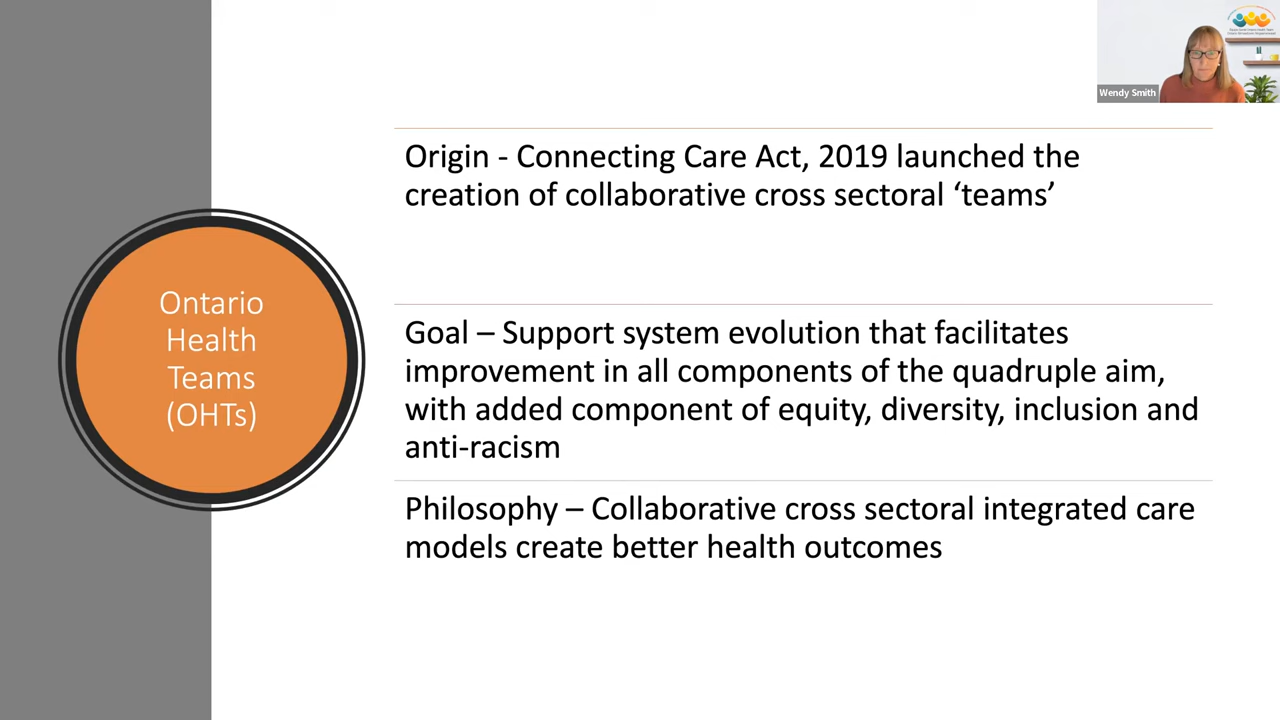 Wendy Smith
Ontario
Health
Teams
(OHTs)
Origin - Connecting Care Act, 2019 launched the
creation of collaborative cross sectoral ‘teams’
Goal – Support system evolution that facilitates
improvement in all components of the quadruple aim,
with added component of equity, diversity, inclusion and
anti-racism
Philosophy – Collaborative cross sectoral integrated care
models create better health outcomes